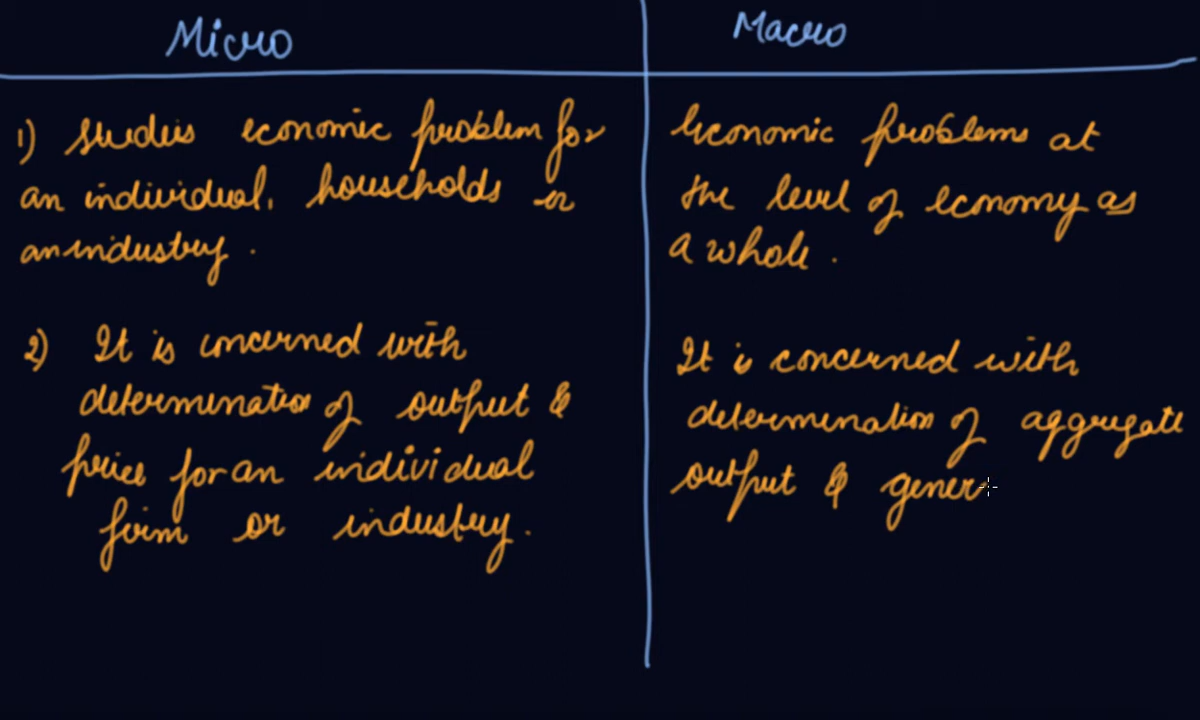 Micro
Macro
1) studies economic problem for
an individual, households or
an industry.
Economic problems at
the level of economy as
a whole.
2) It is concerned with
determination of output &
price for an individual
firm or industry.
It is concerned with
determination of aggregate
output & gener